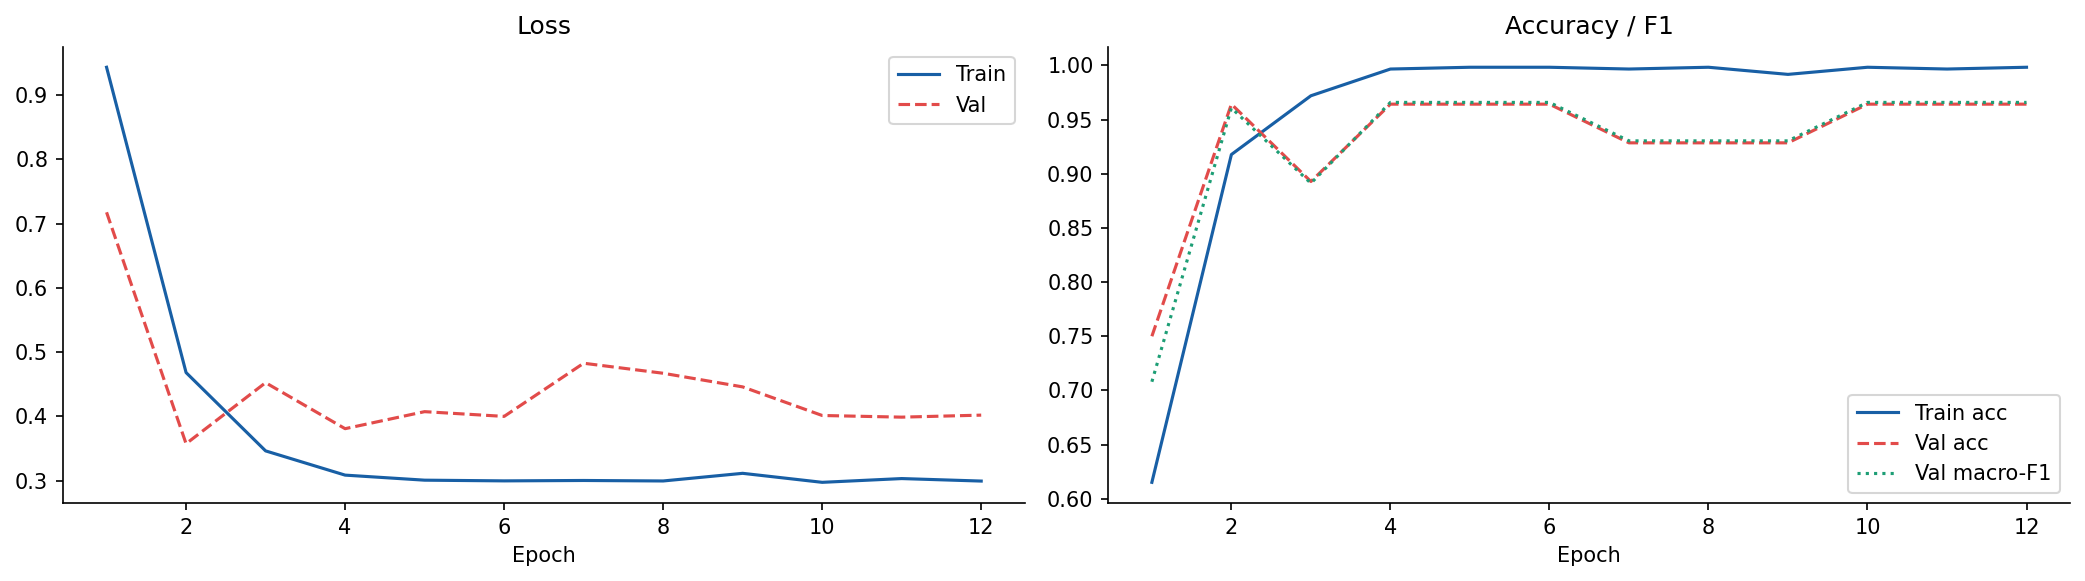 Loss
0.9
0.8
0.7
0.6
0.5
0.4
0.3
Train
Val
2 4 6 8 10 12
Epoch
Accuracy / F1
1.00
0.95
0.90
0.85
0.80
0.75
0.70
0.65
0.60
Train acc
Val acc
Val macro-F1
2 4 6 8 10 12
Epoch